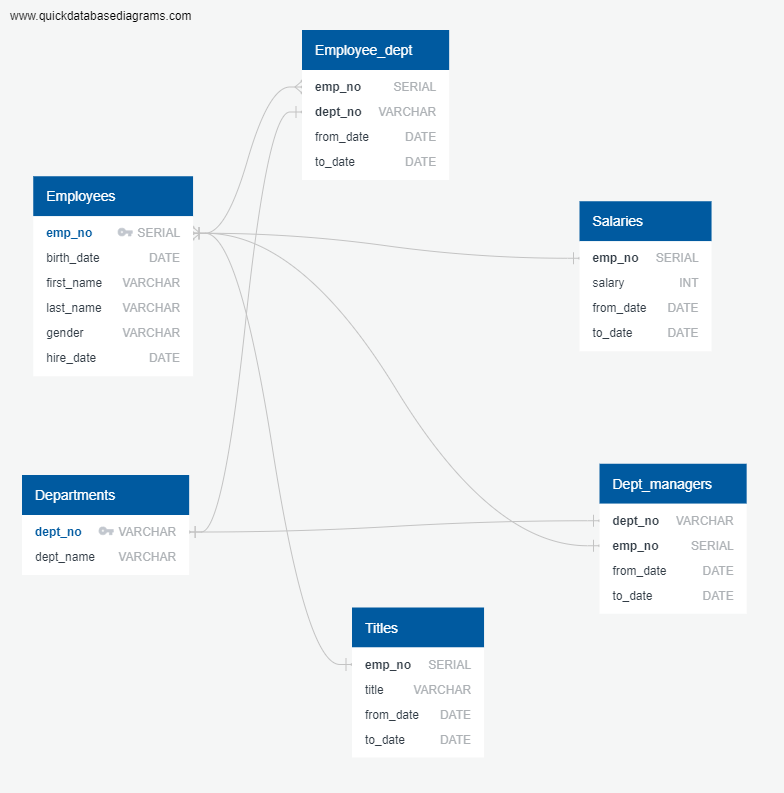 www.quickdatabasediagrams.com
Employee_dept
emp_no SERIAL
dept_no VARCHAR
from_date DATE
to_date DATE
Employees
emp_no SERIAL
birth_date DATE
first_name VARCHAR
last_name VARCHAR
gender VARCHAR
hire_date DATE
Salaries
emp_no SERIAL
salary INT
from_date DATE
to_date DATE
Departments
dept_no VARCHAR
dept_name VARCHAR
Dept_managers
dept_no VARCHAR
emp_no SERIAL
from_date DATE
to_date DATE
Titles
emp_no SERIAL
title VARCHAR
from_date DATE
to_date DATE